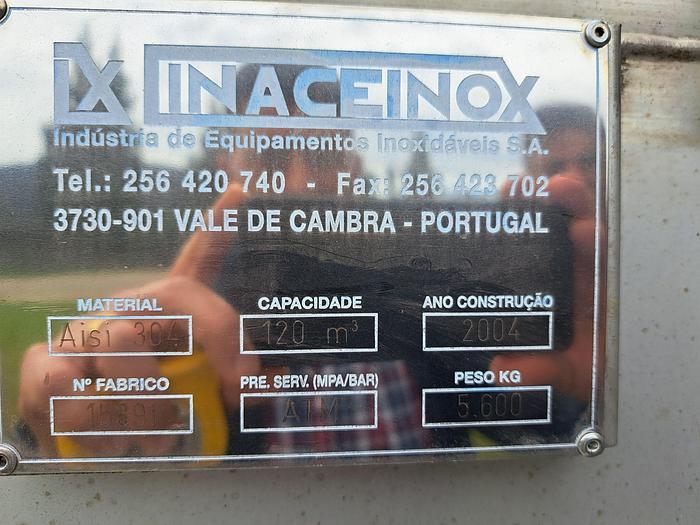 iX INACEINOX
Indústria de Equipamentos Inoxidáveis S.A.
Tel.: 256 420 740 - Fax: 256 423 702
3730-901 VALE DE CAMBRA - PORTUGAL
MATERIAL CAPACIDADE ANO CONSTRUÇÃO
Aisi 304 120 m³ 2004
Nº FABRICO PRE. SERV. (MPA/BAR) PESO KG
ATM 5.600